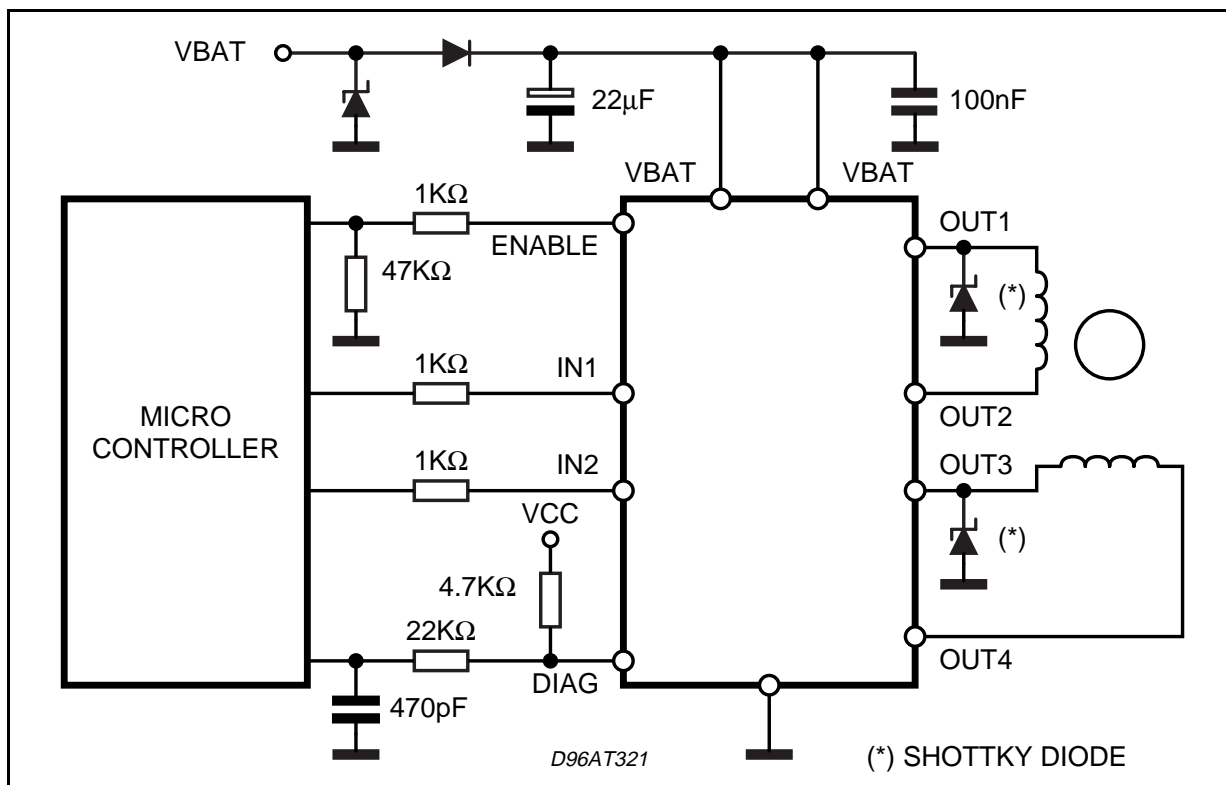 VBAT
22μF
100nF
VBAT
VBAT
1KΩ
ENABLE
OUT1
47KΩ
(*)
1KΩ
IN1
MICRO
CONTROLLER
OUT2
1KΩ
IN2
OUT3
VCC
(*)
4.7KΩ
22KΩ
DIAG
OUT4
470pF
D96AT321
(*) SHOTTKY DIODE